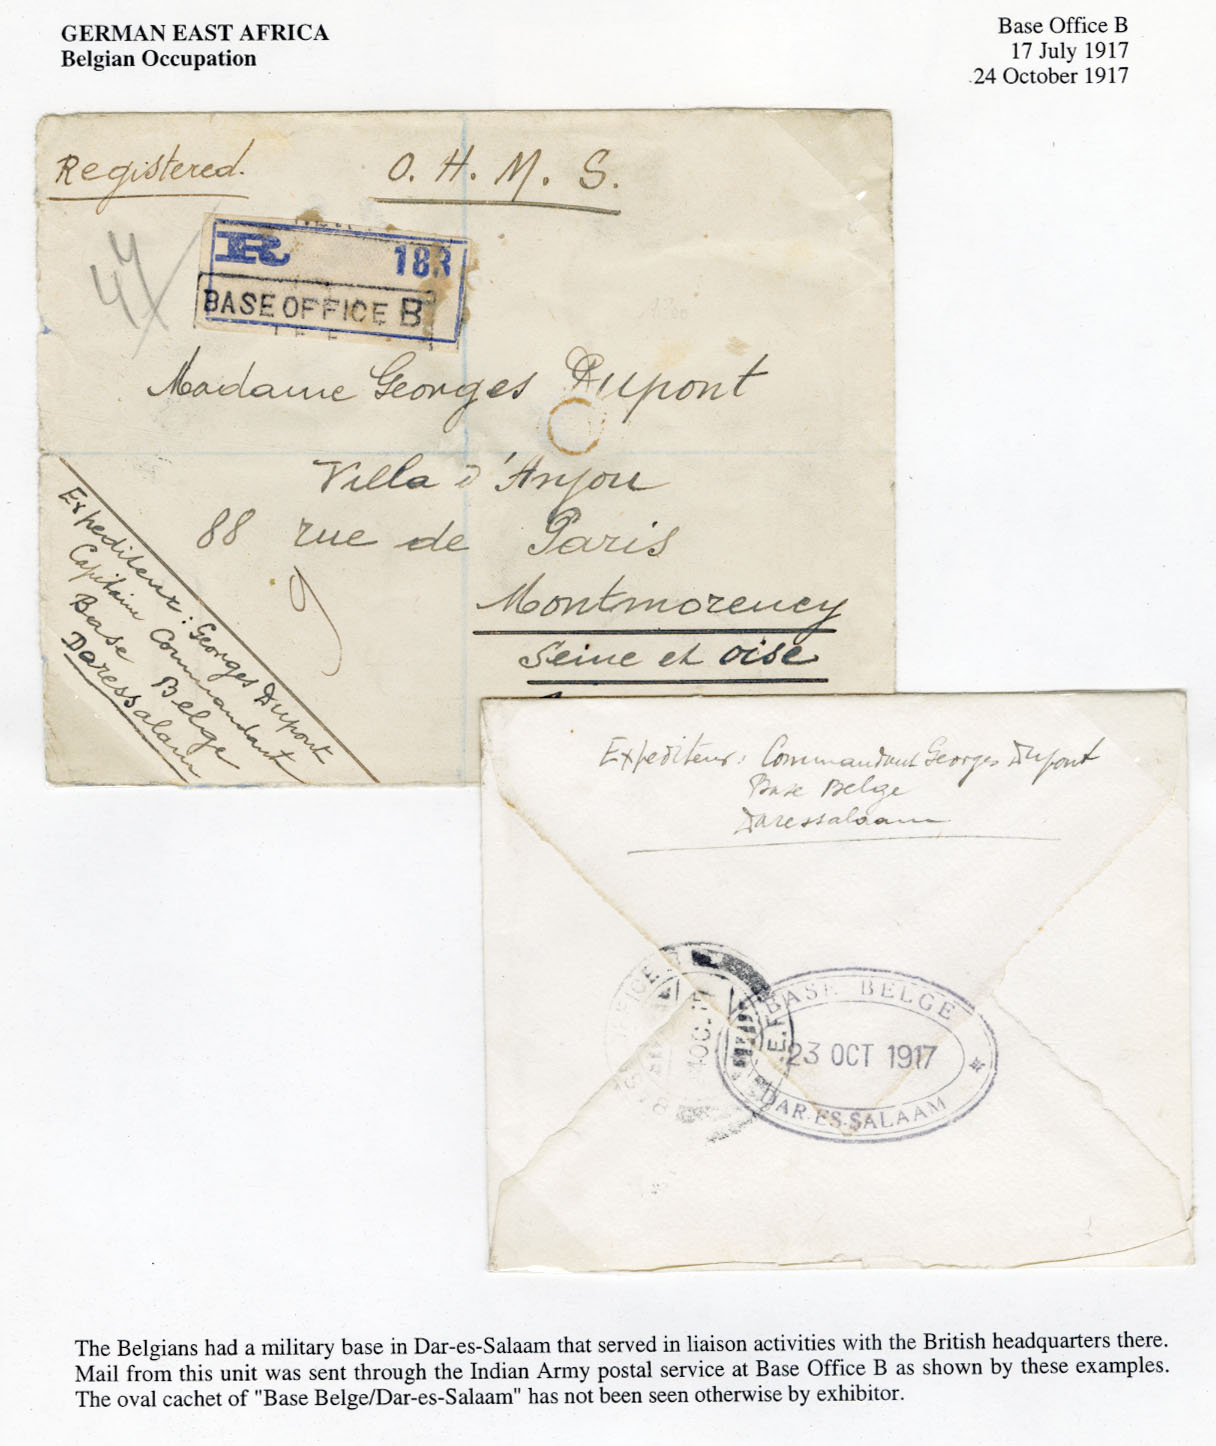 GERMAN EAST AFRICA
Belgian Occupation
Base Office B
17 July 1917
24 October 1917
Registered.
O. H. M. S.
44
R 183
BASE OFFICE B
Madame Georges Dupont
Villa d'Anjou
88 rue de Paris
Montmorency
Seine et Oise
Expediteur: Georges Dupont
Capitaine Commandant
Base Belge
Daressalam
Expediteur: Commandant Georges Dupont
Base Belge
Daressalaam
BASE BELGE
23 OCT 1917
DAR-ES-SALAAM
The Belgians had a military base in Dar-es-Salaam that served in liaison activities with the British headquarters there.
Mail from this unit was sent through the Indian Army postal service at Base Office B as shown by these examples.
The oval cachet of "Base Belge/Dar-es-Salaam" has not been seen otherwise by exhibitor.